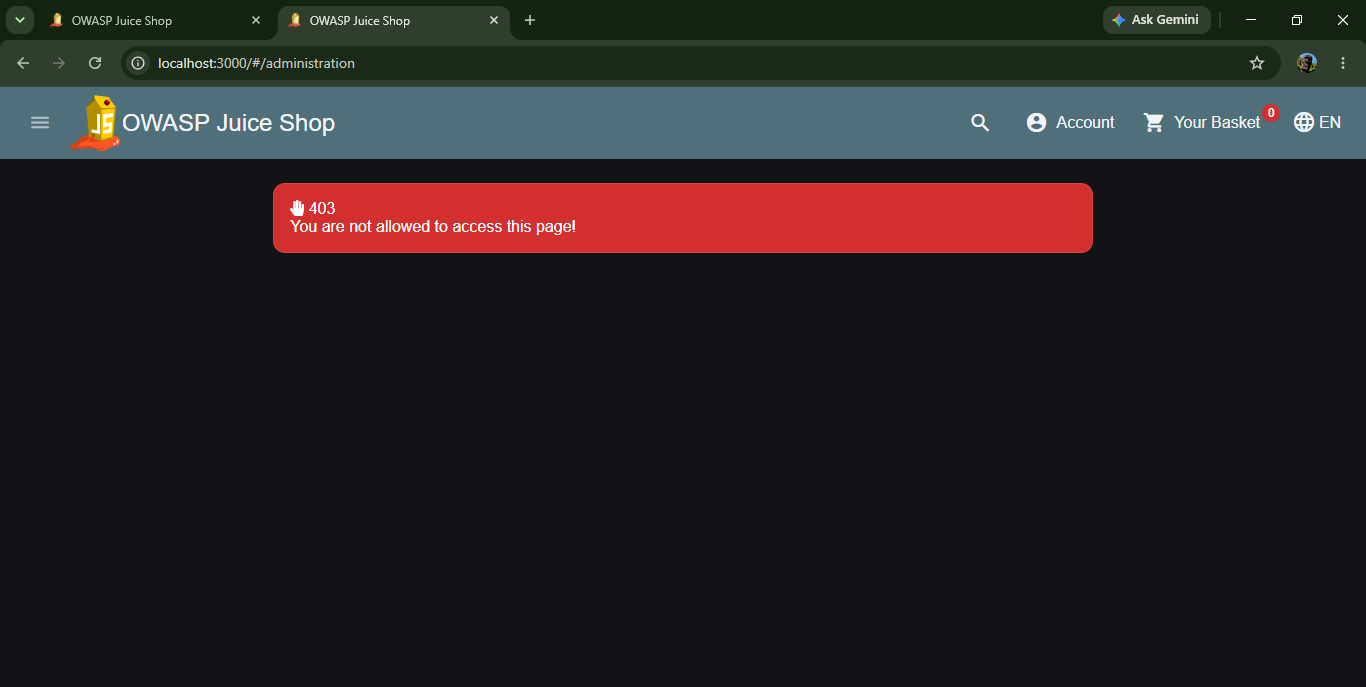 OWASP Juice Shop
OWASP Juice Shop
Ask Gemini
localhost:3000/#/administration
JS
OWASP Juice Shop
Account
Your Basket
0
EN
403
You are not allowed to access this page!